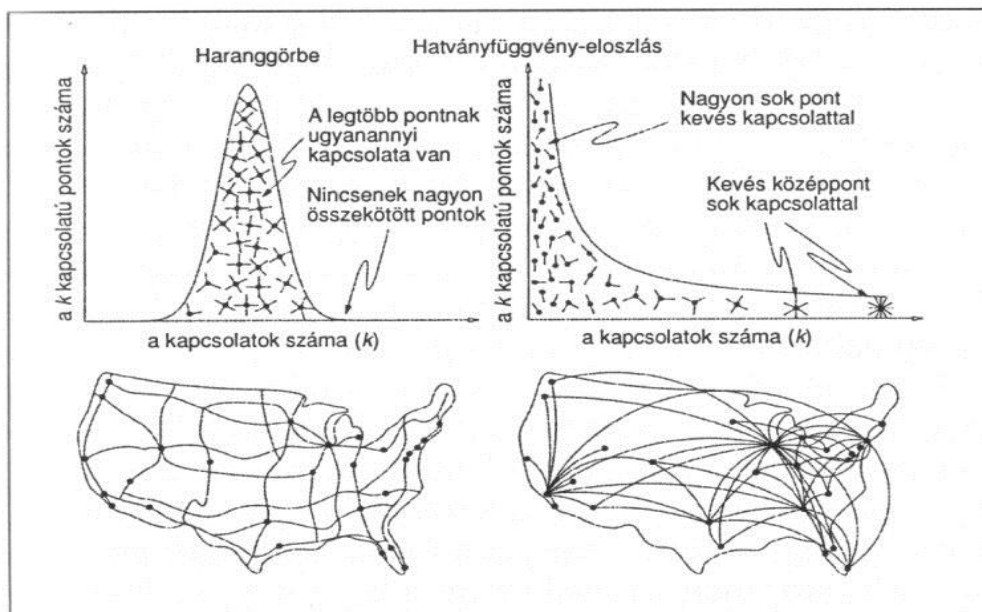 Haranggörbe
a k kapcsolatú pontok száma
A legtöbb pontnak
ugyanannyi
kapcsolata van
Nincsenek nagyon
összekötött pontok
a kapcsolatok száma (k)
Hatványfüggvény-eloszlás
a k kapcsolatú pontok száma
Nagyon sok pont
kevés kapcsolattal
Kevés középpont
sok kapcsolattal
a kapcsolatok száma (k)